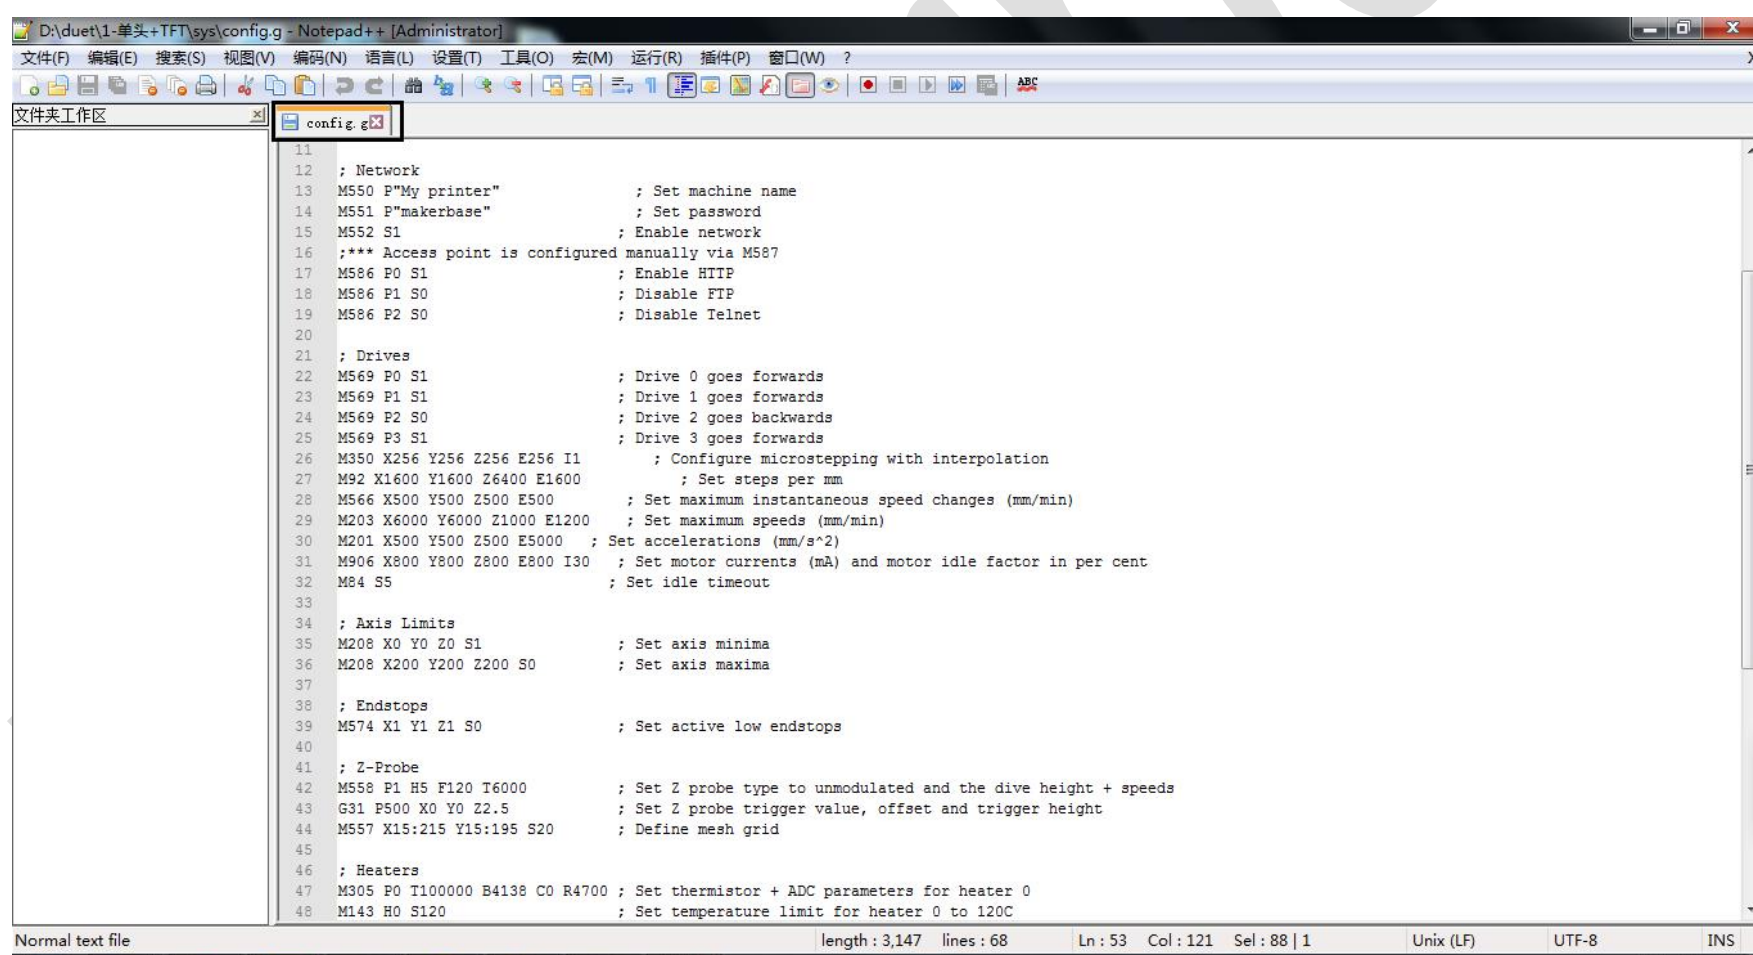 D:\duet\1-单头+TFT\sys\config.g - Notepad++ [Administrator]
文件(F) 编辑(E) 搜索(S) 视图(V) 编码(N) 语言(L) 设置(T) 工具(O) 宏(M) 运行(R) 插件(P) 窗口(W) ? X
ABC
文件夹工作区
config.g
11
12 ; Network
13 M550 P"My printer" ; Set machine name
14 M551 P"makerbase" ; Set password
15 M552 S1 ; Enable network
16 ;*** Access point is configured manually via M587
17 M586 P0 S1 ; Enable HTTP
18 M586 P1 S0 ; Disable FTP
19 M586 P2 S0 ; Disable Telnet
20
21 ; Drives
22 M569 P0 S1 ; Drive 0 goes forwards
23 M569 P1 S1 ; Drive 1 goes forwards
24 M569 P2 S0 ; Drive 2 goes backwards
25 M569 P3 S1 ; Drive 3 goes forwards
26 M350 X256 Y256 Z256 E256 I1 ; Configure microstepping with interpolation
27 M92 X1600 Y1600 Z6400 E1600 ; Set steps per mm
28 M566 X500 Y500 Z500 E500 ; Set maximum instantaneous speed changes (mm/min)
29 M203 X6000 Y6000 Z1000 E1200 ; Set maximum speeds (mm/min)
30 M201 X500 Y500 Z500 E5000 ; Set accelerations (mm/s^2)
31 M906 X800 Y800 Z800 E800 I30 ; Set motor currents (mA) and motor idle factor in per cent
32 M84 S5 ; Set idle timeout
33
34 ; Axis Limits
35 M208 X0 Y0 Z0 S1 ; Set axis minima
36 M208 X200 Y200 Z200 S0 ; Set axis maxima
37
38 ; Endstops
39 M574 X1 Y1 Z1 S0 ; Set active low endstops
40
41 ; Z-Probe
42 M558 P1 H5 F120 T6000 ; Set Z probe type to unmodulated and the dive height + speeds
43 G31 P500 X0 Y0 Z2.5 ; Set Z probe trigger value, offset and trigger height
44 M557 X15:215 Y15:195 S20 ; Define mesh grid
45
46 ; Heaters
47 M305 P0 T100000 B4138 C0 R4700 ; Set thermistor + ADC parameters for heater 0
48 M143 H0 S120 ; Set temperature limit for heater 0 to 120C
Normal text file length : 3,147 lines : 68 Ln : 53 Col : 121 Sel : 88 | 1 Unix (LF) UTF-8 INS